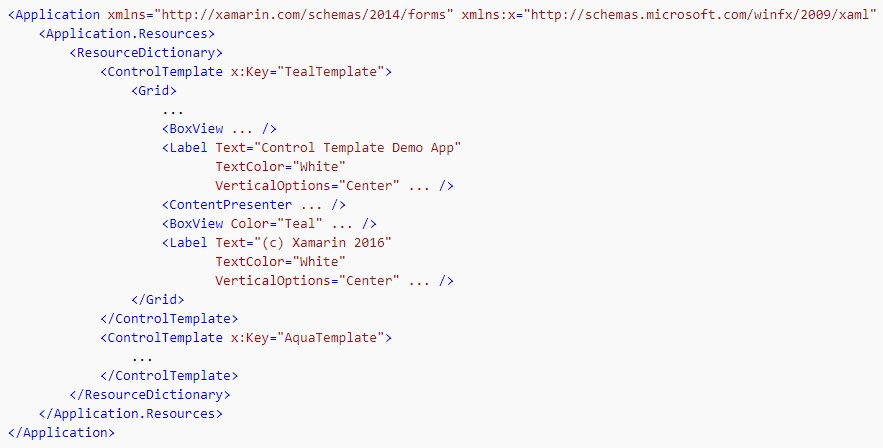 <Application xmlns="http://xamarin.com/schemas/2014/forms" xmlns:x="http://schemas.microsoft.com/winfx/2009/xaml"
    <Application.Resources>
        <ResourceDictionary>
            <ControlTemplate x:Key="TealTemplate">
                <Grid>
                    ...
                    <BoxView ... />
                    <Label Text="Control Template Demo App"
                           TextColor="White"
                           VerticalOptions="Center" ... />
                    <ContentPresenter ... />
                    <BoxView Color="Teal" ... />
                    <Label Text="(c) Xamarin 2016"
                           TextColor="White"
                           VerticalOptions="Center" ... />
                </Grid>
            </ControlTemplate>
            <ControlTemplate x:Key="AquaTemplate">
                ...
            </ControlTemplate>
        </ResourceDictionary>
    </Application.Resources>
</Application>